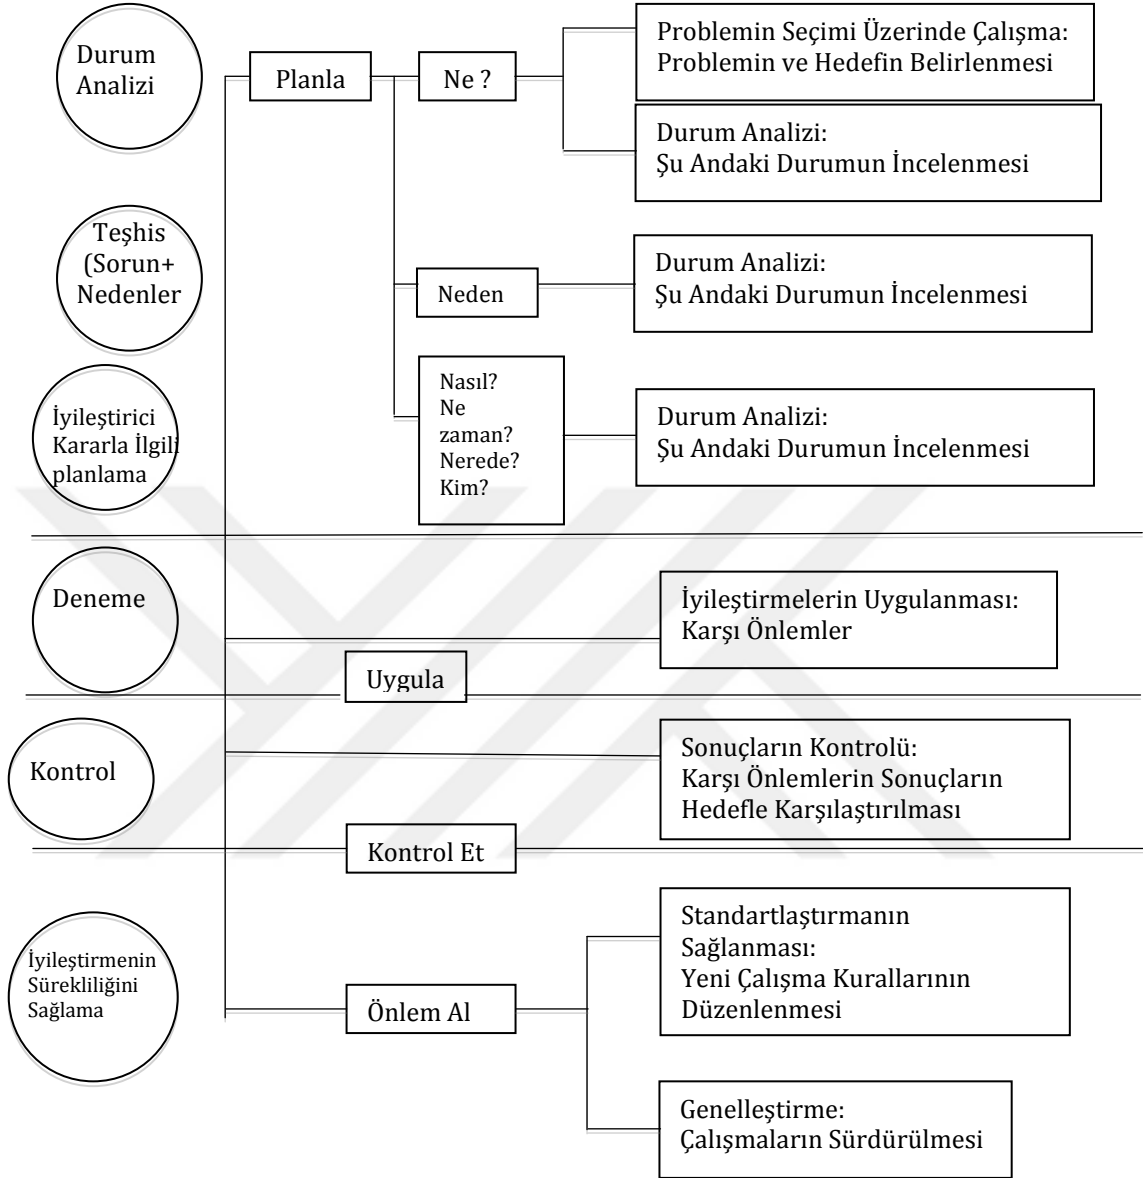 Durum
Analizi
Planla
Ne ?
Problemin Seçimi Üzerinde Çalışma:
Problemin ve Hedefin Belirlenmesi
Durum Analizi:
Şu Andaki Durumun İncelenmesi
Teşhis
(Sorun+
Nedenler
Neden
Durum Analizi:
Şu Andaki Durumun İncelenmesi
İyileştirici
Kararla İlgili
planlama
Nasıl?
Ne
zaman?
Nerede?
Kim?
Durum Analizi:
Şu Andaki Durumun İncelenmesi
Deneme
İyileştirmelerin Uygulanması:
Karşı Önlemler
Uygula
Kontrol
Sonuçların Kontrolü:
Karşı Önlemlerin Sonuçların
Hedefle Karşılaştırılması
Kontrol Et
İyileştirmenin
Sürekliliğini
Sağlama
Önlem Al
Standartlaştırmanın
Sağlanması:
Yeni Çalışma Kurallarının
Düzenlenmesi
Genelleştirme:
Çalışmaların Sürdürülmesi